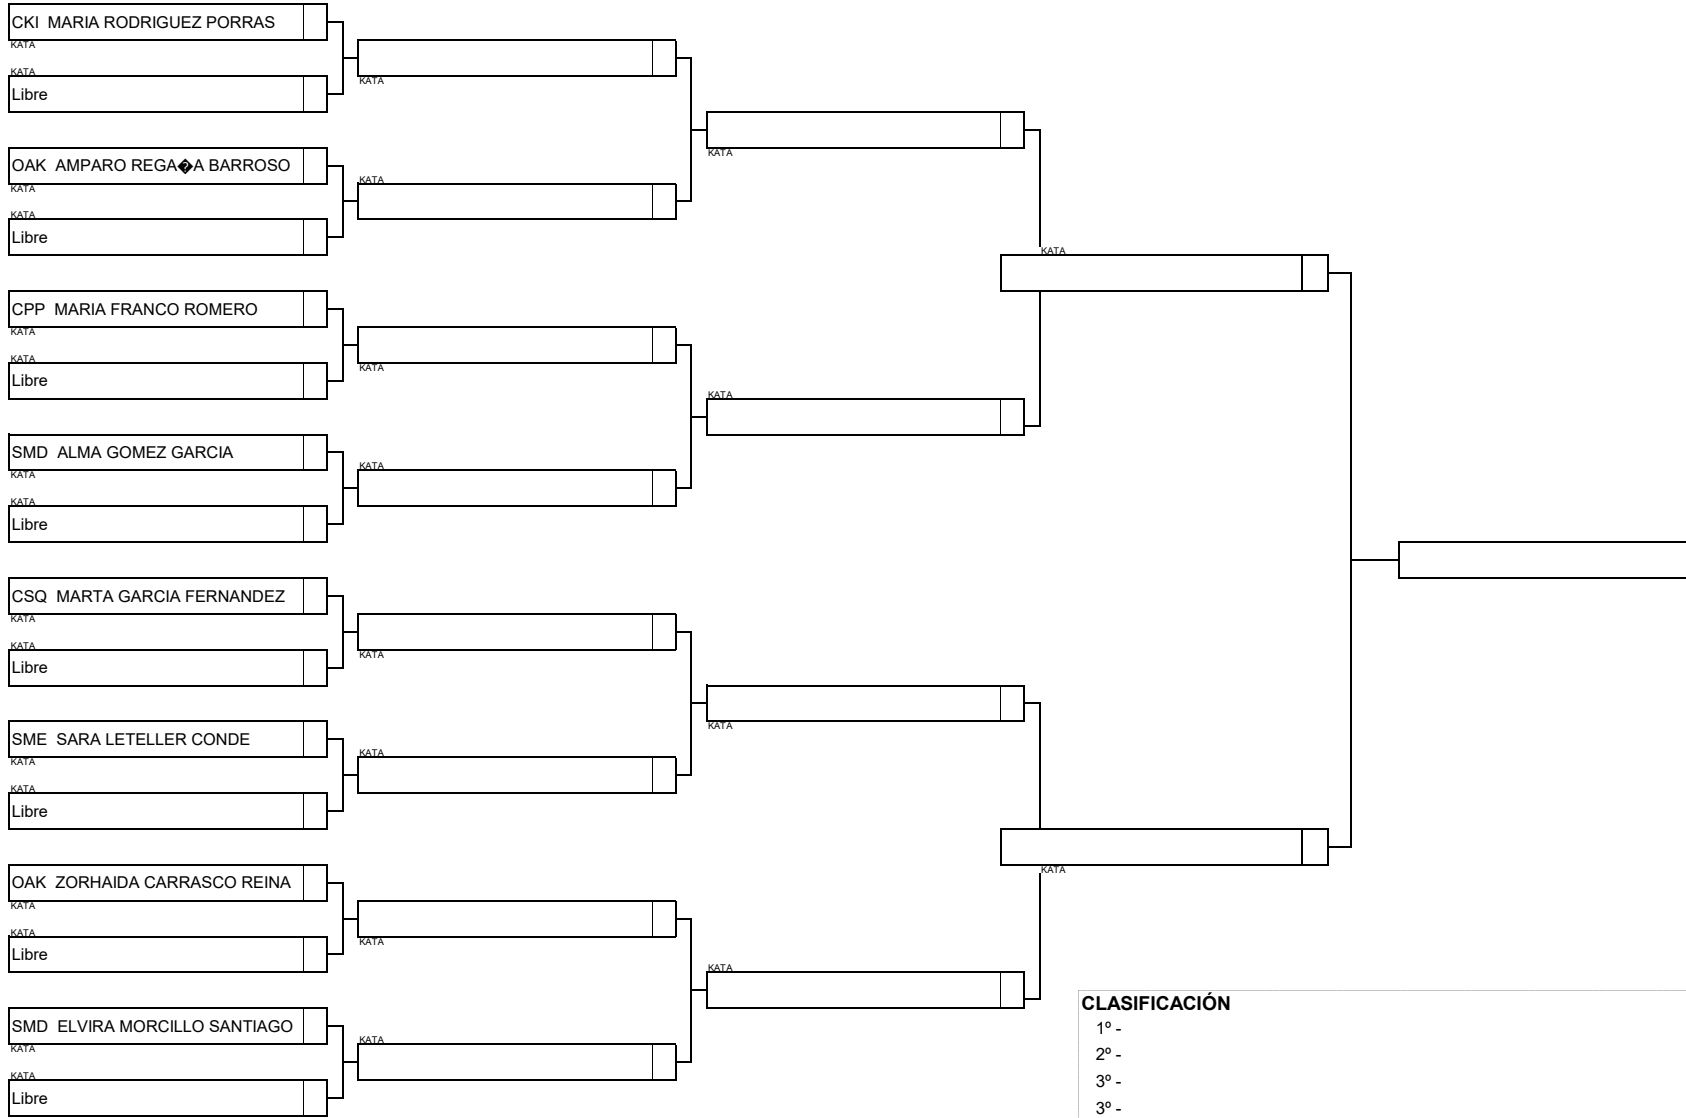 CKI MARIA RODRIGUEZ PORRAS
KATA
KATA
Libre
OAK AMPARO REGA�A BARROSO
KATA
KATA
Libre
CPP MARIA FRANCO ROMERO
KATA
KATA
Libre
SMD ALMA GOMEZ GARCIA
KATA
KATA
Libre
CSQ MARTA GARCIA FERNANDEZ
KATA
KATA
Libre
SME SARA LETELLER CONDE
KATA
KATA
Libre
OAK ZORHAIDA CARRASCO REINA
KATA
KATA
Libre
SMD ELVIRA MORCILLO SANTIAGO
KATA
KATA
Libre
KATA
KATA
KATA
KATA
KATA
KATA
KATA
KATA
KATA
KATA
KATA
KATA
KATA
KATA
CLASIFICACIÓN
1º -
2º -
3º -
3º -